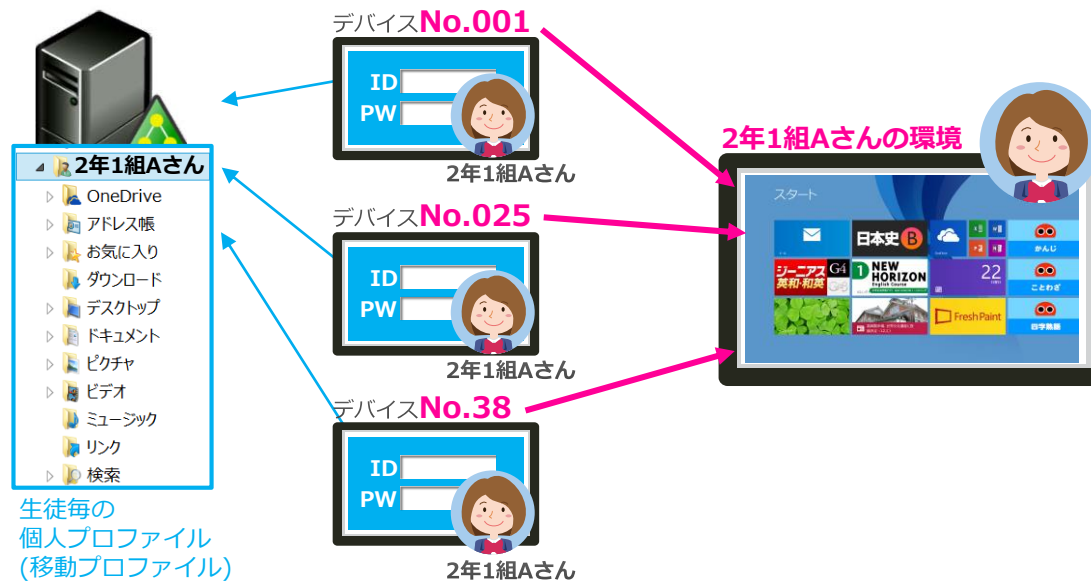 2年1組Aさん
OneDrive
アドレス帳
お気に入り
ダウンロード
デスクトップ
ドキュメント
ピクチャ
ビデオ
ミュージック
リンク
検索
生徒毎の
個人プロファイル
(移動プロファイル)
デバイスNo.001
ID
PW
2年1組Aさん
デバイスNo.025
ID
PW
2年1組Aさん
デバイスNo.38
ID
PW
2年1組Aさん
2年1組Aさんの環境
スタート
日本史B
かんじ
ジーニアス G4
英和・和英 G3
1 NEW
HORIZON
English Course
22
ことわざ
Fresh Paint
四字熟語